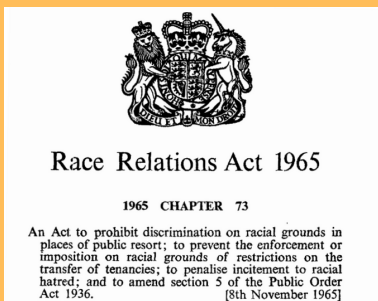 DIEU ET MON DROIT
Race Relations Act 1965
1965 CHAPTER 73
An Act to prohibit discrimination on racial grounds in
places of public resort; to prevent the enforcement or
imposition on racial grounds of restrictions on the
transfer of tenancies; to penalise incitement to racial
hatred; and to amend section 5 of the Public Order
Act 1936. [8th November 1965]